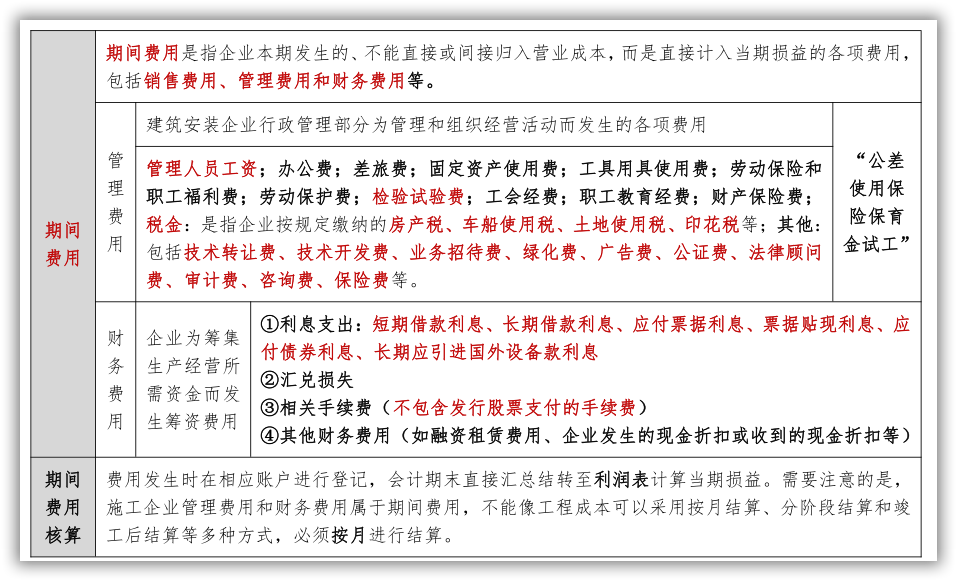 期间
费用
期间费用是指企业本期发生的、不能直接或间接归入营业成本，而是直接计入当期损益的各项费用，
包括销售费用、管理费用和财务费用等。
管
理
费
用
建筑安装企业行政管理部分为管理和组织经营活动而发生的各项费用
管理人员工资；办公费；差旅费；固定资产使用费；工具用具使用费；劳动保险和
职工福利费；劳动保护费；检验试验费；工会经费；职工教育经费；财产保险费；
税金：是指企业按规定缴纳的房产税、车船使用税、土地使用税、印花税等；其他：
包括技术转让费、技术开发费、业务招待费、绿化费、广告费、公证费、法律顾问
费、审计费、咨询费、保险费等。
“公差
使用保
险保育
金试工”
财
务
费
用
企业为筹集
生产经营所
需资金而发
生筹资费用
①利息支出：短期借款利息、长期借款利息、应付票据利息、票据贴现利息、应
付债券利息、长期应引进国外设备款利息
②汇兑损失
③相关手续费（不包含发行股票支付的手续费）
④其他财务费用（如融资租赁费用、企业发生的现金折扣或收到的现金折扣等）
期间
费用
核算
费用发生时在相应账户进行登记，会计期末直接汇总结转至利润表计算当期损益。需要注意的是，
施工企业管理费用和财务费用属于期间费用，不能像工程成本可以采用按月结算、分阶段结算和竣
工后结算等多种方式，必须按月进行结算。